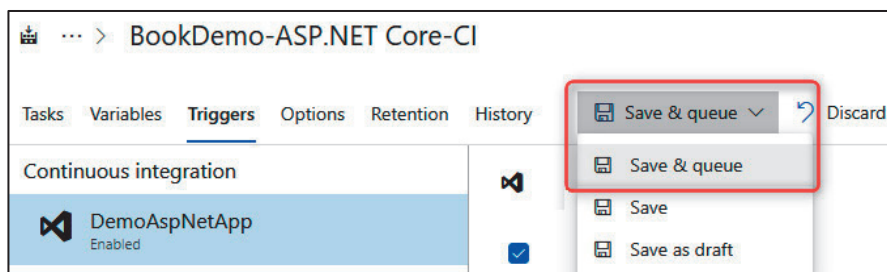 ... > BookDemo-ASP.NET Core-CI
Tasks Variables Triggers Options Retention History Save & queue Discard
Continuous integration
Save & queue
DemoAspNetApp
Enabled
Save
Save as draft